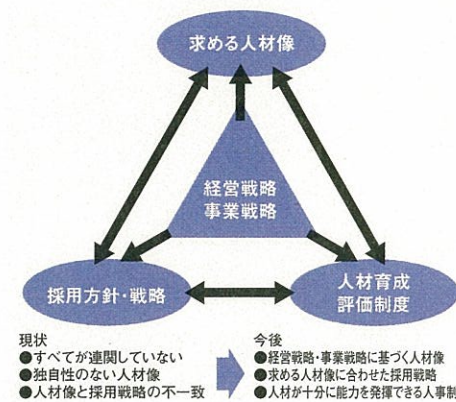 求める人材像
経営戦略
事業戦略
採用方針・戦略
人材育成
評価制度
現状
●すべてが連関していない
●独自性のない人材像
●人材像と採用戦略の不一致
今後
●経営戦略・事業戦略に基づく人材像
●求める人材像に合わせた採用戦略
●人材が十分に能力を発揮できる人事制